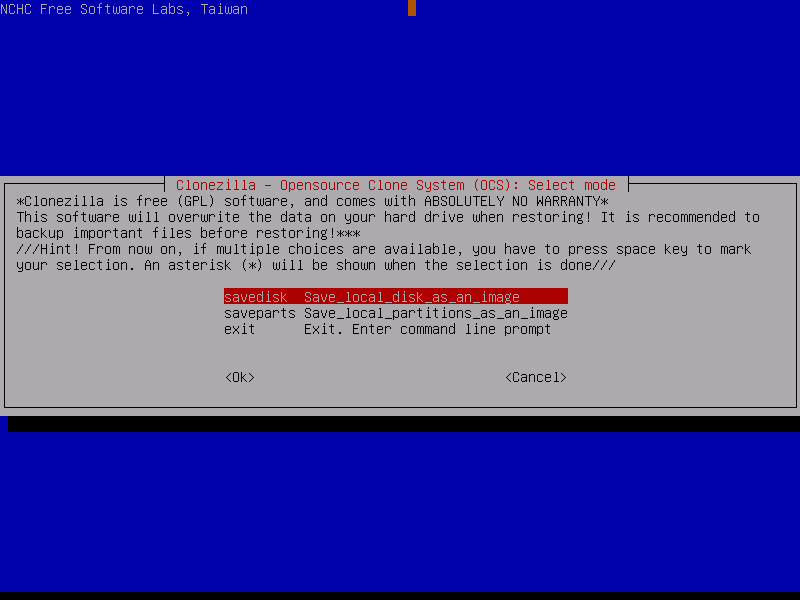 NCHC Free Software Labs, Taiwan
Clonezilla - Opensource Clone System (OCS): Select mode
*Clonezilla is free (GPL) software, and comes with ABSOLUTELY NO WARRANTY*
This software will overwrite the data on your hard drive when restoring! It is recommended to
backup important files before restoring!***
///Hint! From now on, if multiple choices are available, you have to press space key to mark
your selection. An asterisk (*) will be shown when the selection is done///
savedisk Save_local_disk_as_an_image
saveparts Save_local_partitions_as_an_image
exit Exit. Enter command line prompt
<Ok> <Cancel>